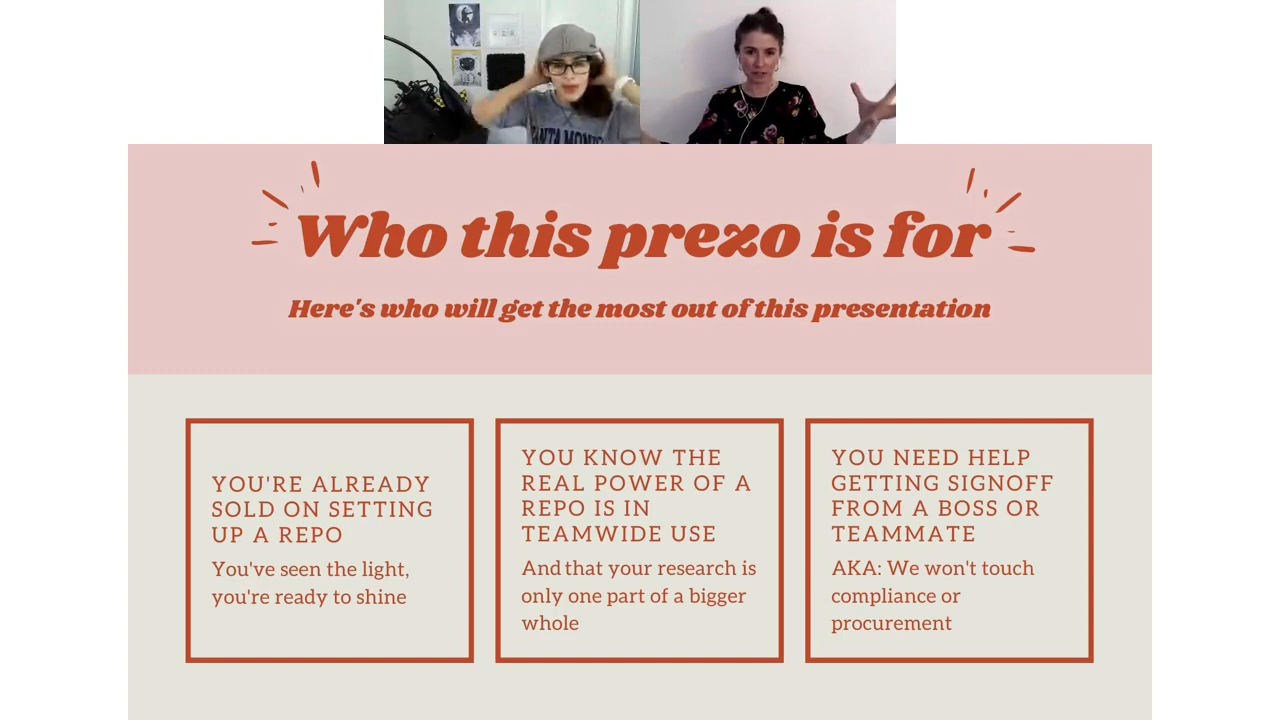 Who this prezo is for
Here's who will get the most out of this presentation
YOU'RE ALREADY
SOLD ON SETTING
UP A REPO
You've seen the light,
you're ready to shine
YOU KNOW THE
REAL POWER OF A
REPO IS IN
TEAMWIDE USE
And that your research is
only one part of a bigger
whole
YOU NEED HELP
GETTING SIGNOFF
FROM A BOSS OR
TEAMMATE
AKA: We won't touch
compliance or
procurement